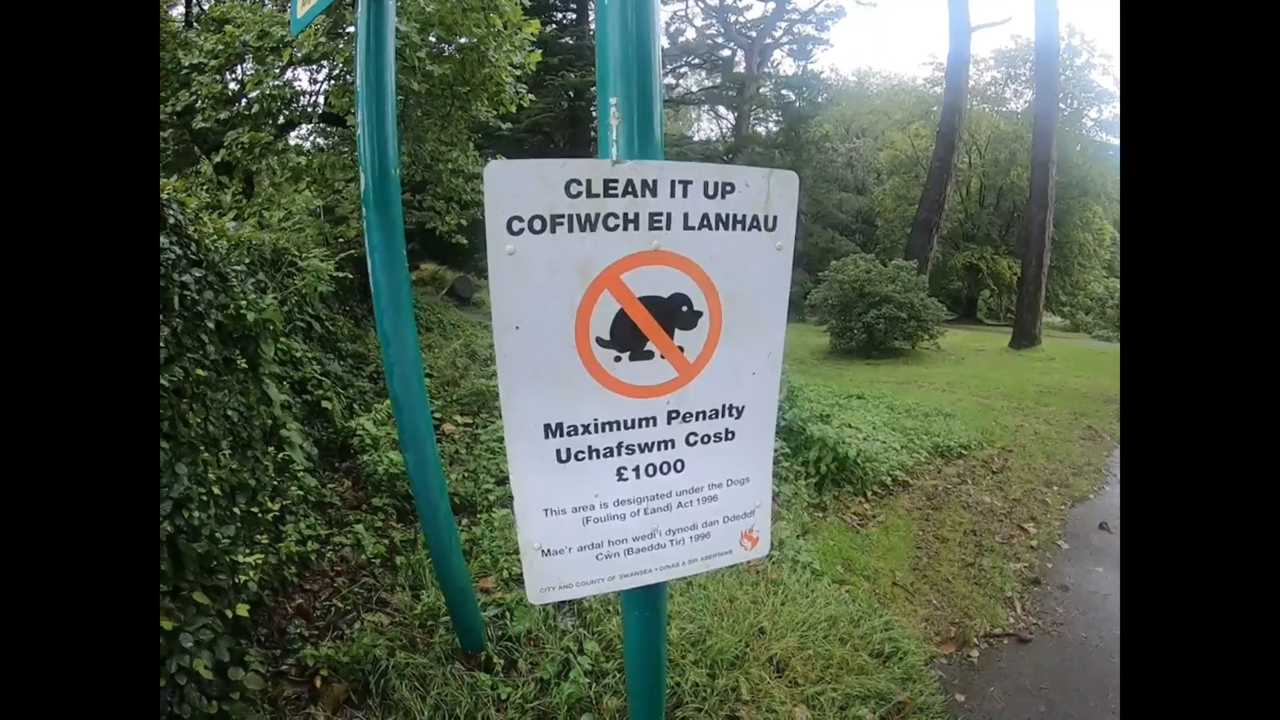 CLEAN IT UP
COFIWCH EI LANHAU
Maximum Penalty
Uchafswm Cosb
£1000
This area is designated under the Dogs
(Fouling of Land) Act 1996
Mae'r ardal hon wedi'i dynodi dan Ddeddf
Cŵn (Baeddu Tir) 1996
CITY AND COUNTY OF SWANSEA • DINAS A SIR ABERTAWE